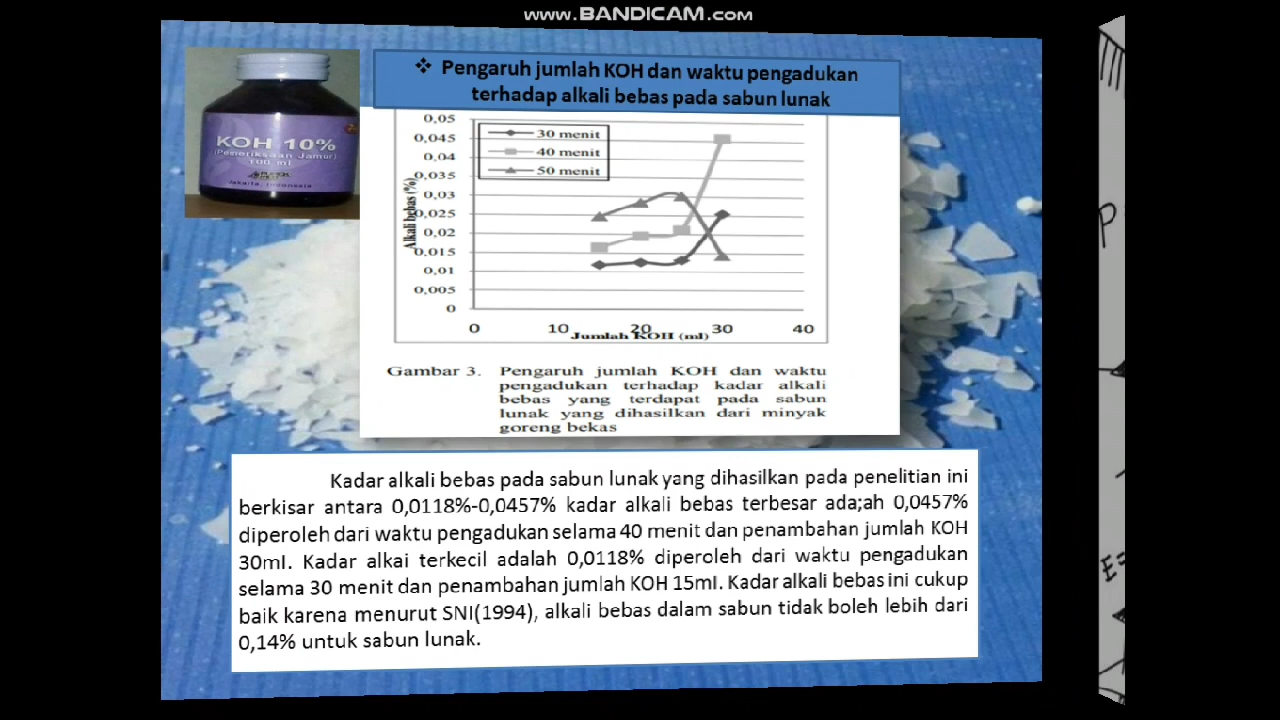 www.BANDICAM.com
❖ Pengaruh jumlah KOH dan waktu pengadukan
terhadap alkali bebas pada sabun lunak
KOH 10%
(Pemeriksaan Jamur)
100 ml
Jakarta, Indonesia
0,05
0,045
0,04
0,035
0,03
0,025
0,02
0,015
0,01
0,005
0
Alkali bebas (%)
30 menit
40 menit
50 menit
0 10 20 30 40
Jumlah KOH (ml)
Gambar 3. Pengaruh jumlah KOH dan waktu
pengadukan terhadap kadar alkali
bebas yang terdapat pada sabun
lunak yang dihasilkan dari minyak
goreng bekas
Kadar alkali bebas pada sabun lunak yang dihasilkan pada penelitian ini
berkisar antara 0,0118%-0,0457% kadar alkali bebas terbesar ada;ah 0,0457%
diperoleh dari waktu pengadukan selama 40 menit dan penambahan jumlah KOH
30ml. Kadar alkai terkecil adalah 0,0118% diperoleh dari waktu pengadukan
selama 30 menit dan penambahan jumlah KOH 15ml. Kadar alkali bebas ini cukup
baik karena menurut SNI(1994), alkali bebas dalam sabun tidak boleh lebih dari
0,14% untuk sabun lunak.
P
E=